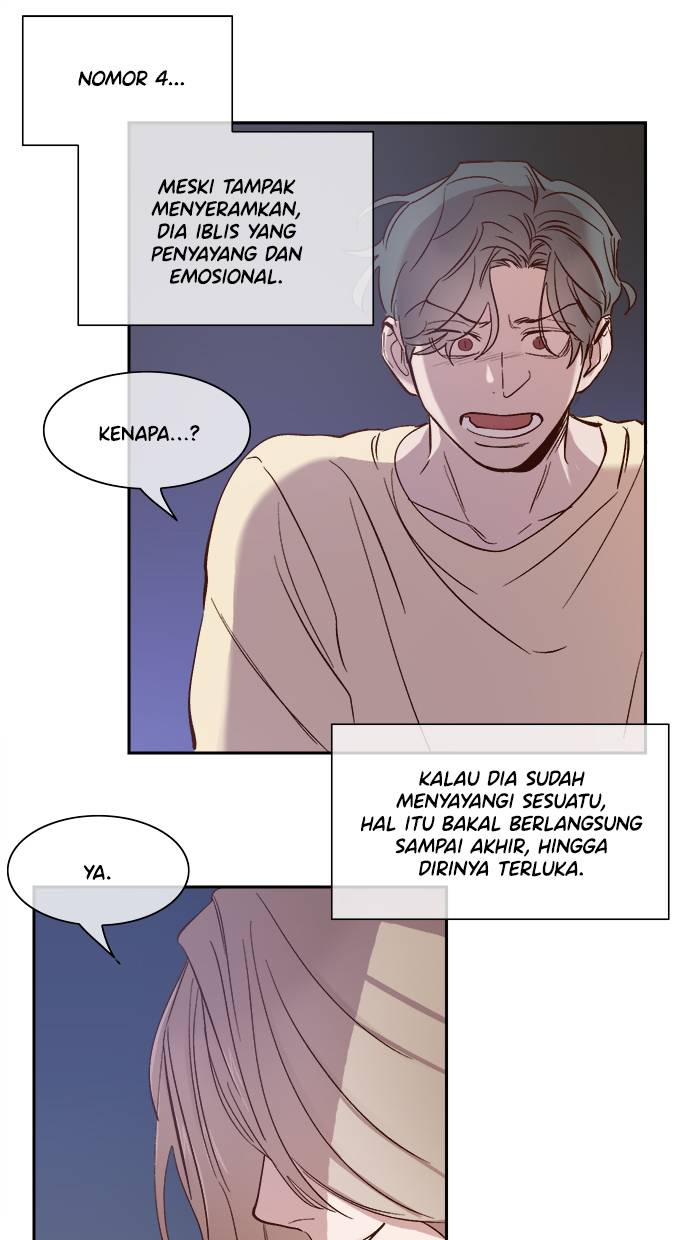 NOMOR 4...
MESKI TAMPAK
MENYERAMKAN,
DIA IBLIS YANG
PENYAYANG DAN
EMOSIONAL.
KENAPA...?
KALAU DIA SUDAH
MENYAYANGI SESUATU,
HAL ITU BAKAL BERLANGSUNG
SAMPAI AKHIR, HINGGA
DIRINYA TERLUKA.
YA.